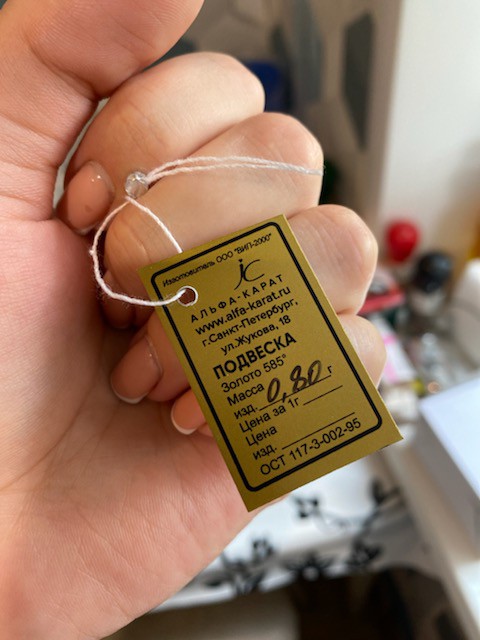 Изготовитель ООО "ВИП-2000"
jc
АЛЬФА-КАРАТ
www.alfa-karat.ru
г.Санкт-Петербург,
ул.Жукова, 18
ПОДВЕСКА
Золото 585°
Масса
изд. 0,80 г
Цена за 1г
Цена
изд.
ОСТ 117-3-002-95